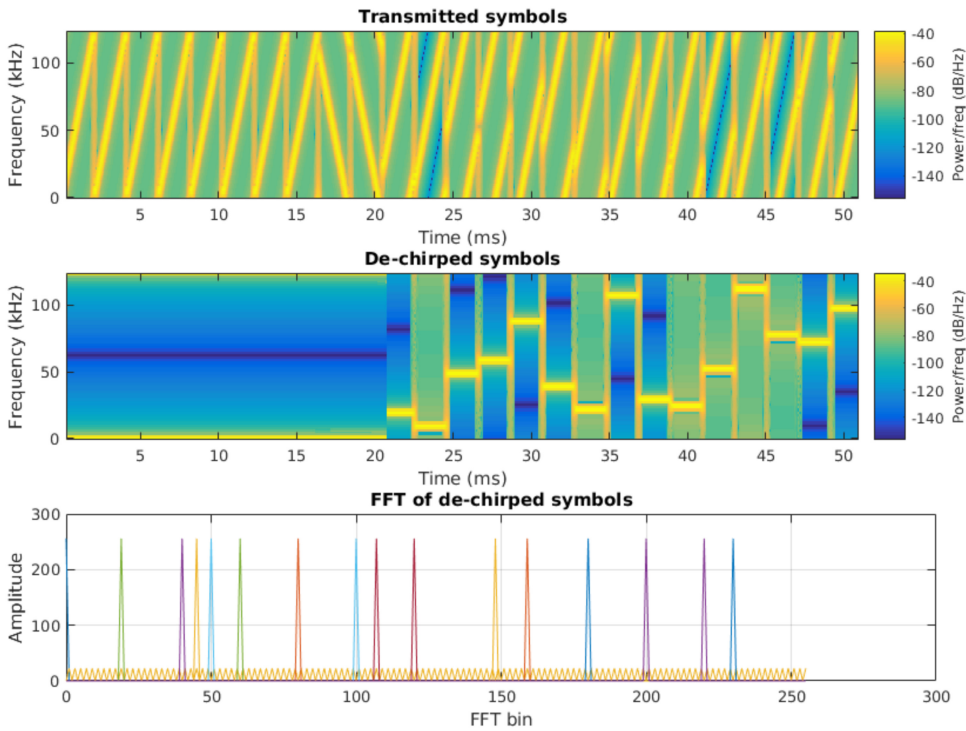 Transmitted symbols
Frequency (kHz)
100
50
0
5 10 15 20 25 30 35 40 45 50
Time (ms)
-40
-60
-80
-100
-120
-140
Power/freq (dB/Hz)
De-chirped symbols
Frequency (kHz)
100
50
0
5 10 15 20 25 30 35 40 45 50
Time (ms)
-40
-60
-80
-100
-120
-140
Power/freq (dB/Hz)
FFT of de-chirped symbols
Amplitude
300
200
100
0
0 50 100 150 200 250 300
FFT bin